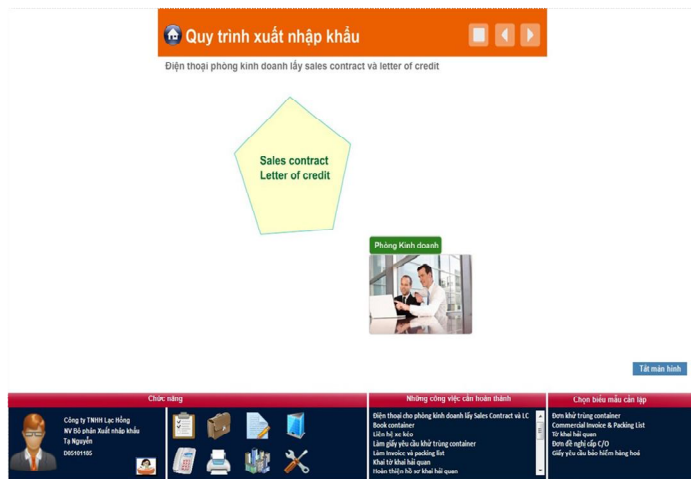 Quy trình xuất nhập khẩu
Điện thoại phòng kinh doanh lấy sales contract và letter of credit
Sales contract
Letter of credit
Phòng Kinh doanh
Tắt màn hình
Chức năng
Công ty TNHH Lạc Hồng
NV Bộ phân Xuất nhập khẩu
Tạ Nguyễn
D05101165
Những công việc cần hoàn thành
Điện thoại cho phòng kinh doanh lấy Sales Contract và LC
Book container
Liên hệ xe kéo
Làm giấy yêu cầu khử trùng container
Làm Invoice và packing list
Khai tờ khai hải quan
Hoàn thiện hồ sơ khai hải quan
Chọn biểu mẫu cần lập
Đơn khử trùng container
Commercial Invoice & Packing List
Tờ khai hải quan
Đơn đề nghị cấp C/O
Giấy yêu cầu bảo hiểm hàng hoá